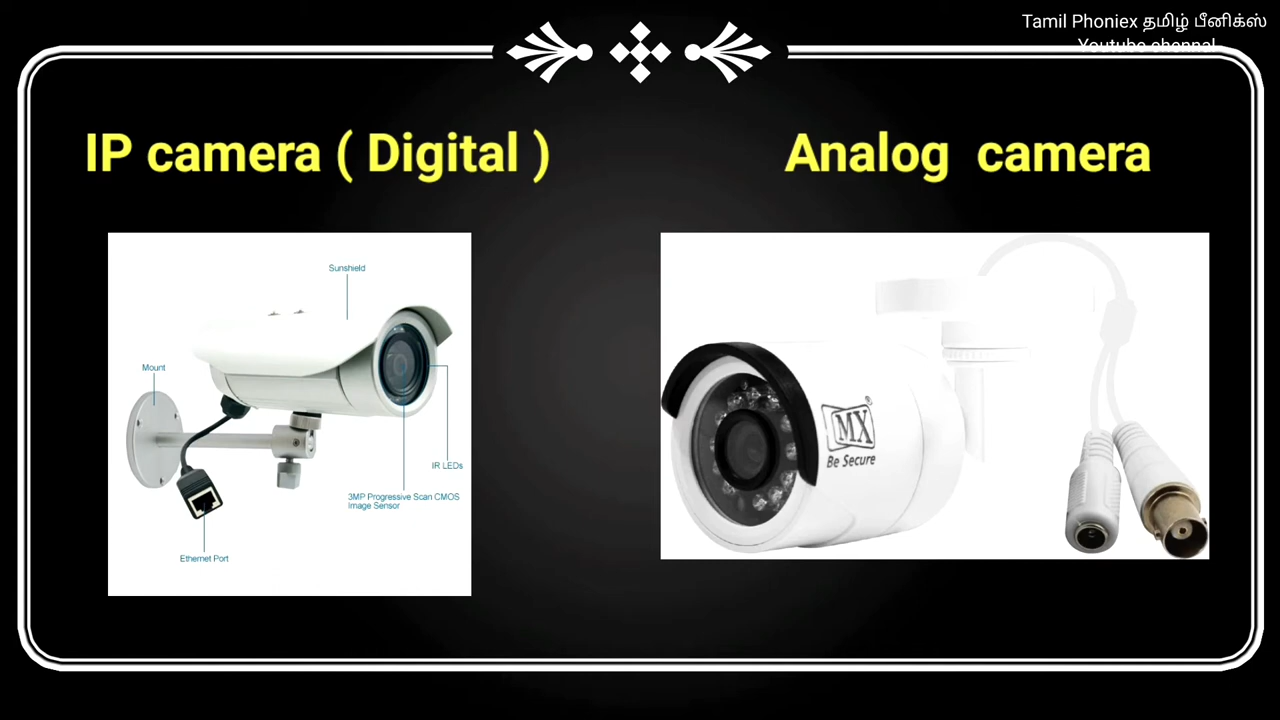 Tamil Phoniex தமிழ் பீனிக்ஸ்
Youtube chennal
IP camera ( Digital )
Analog camera
Sunshield
Mount
IR LEDs
3MP Progressive Scan CMOS
Image Sensor
Ethernet Port
MX®
Be Secure